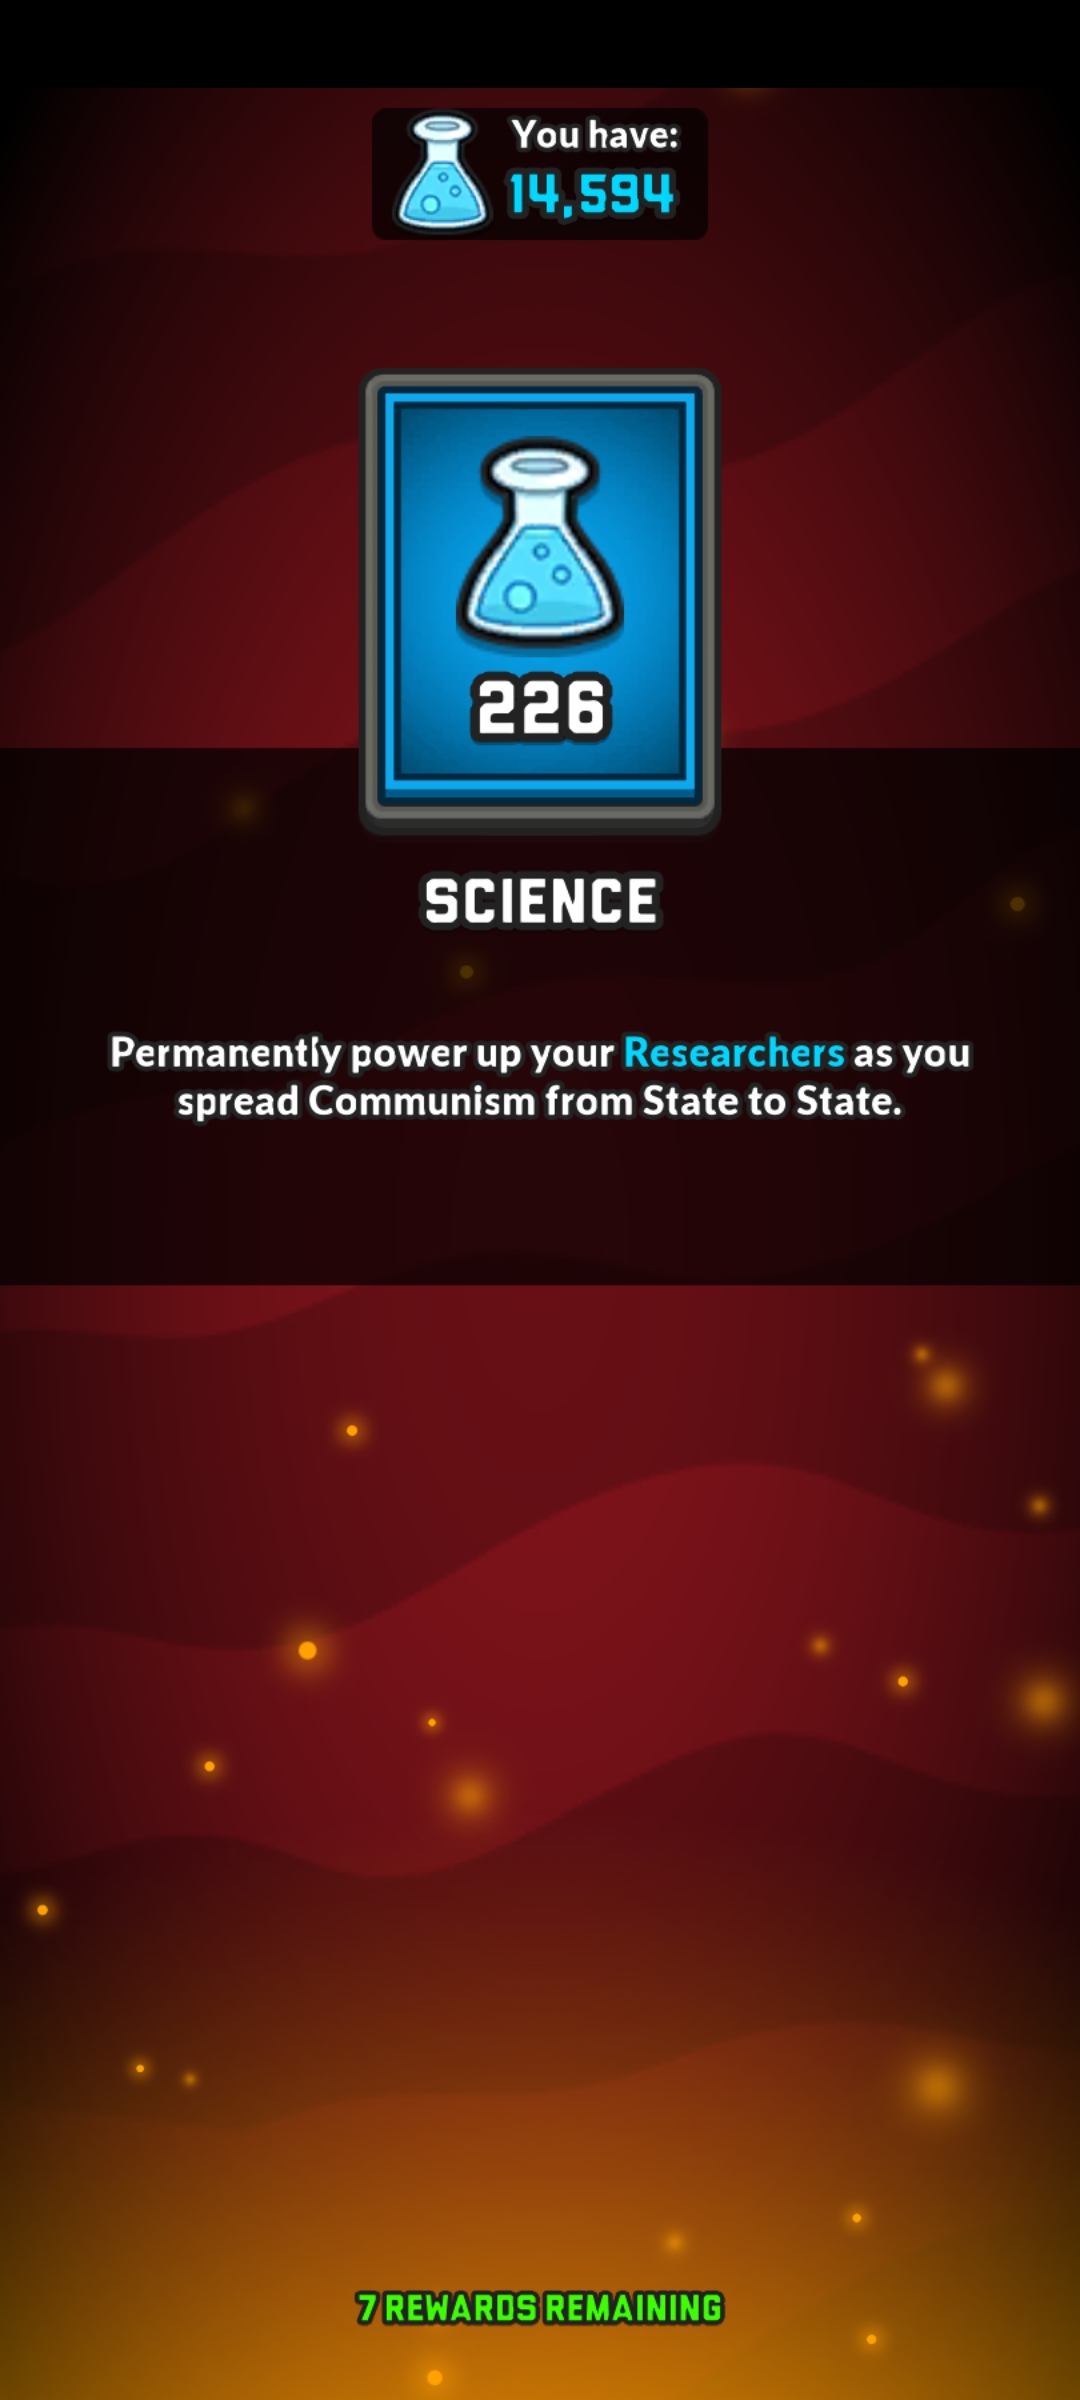 You have:
14,594
226
SCIENCE
Permanently power up your Researchers as you
spread Communism from State to State.
7 REWARDS REMAINING